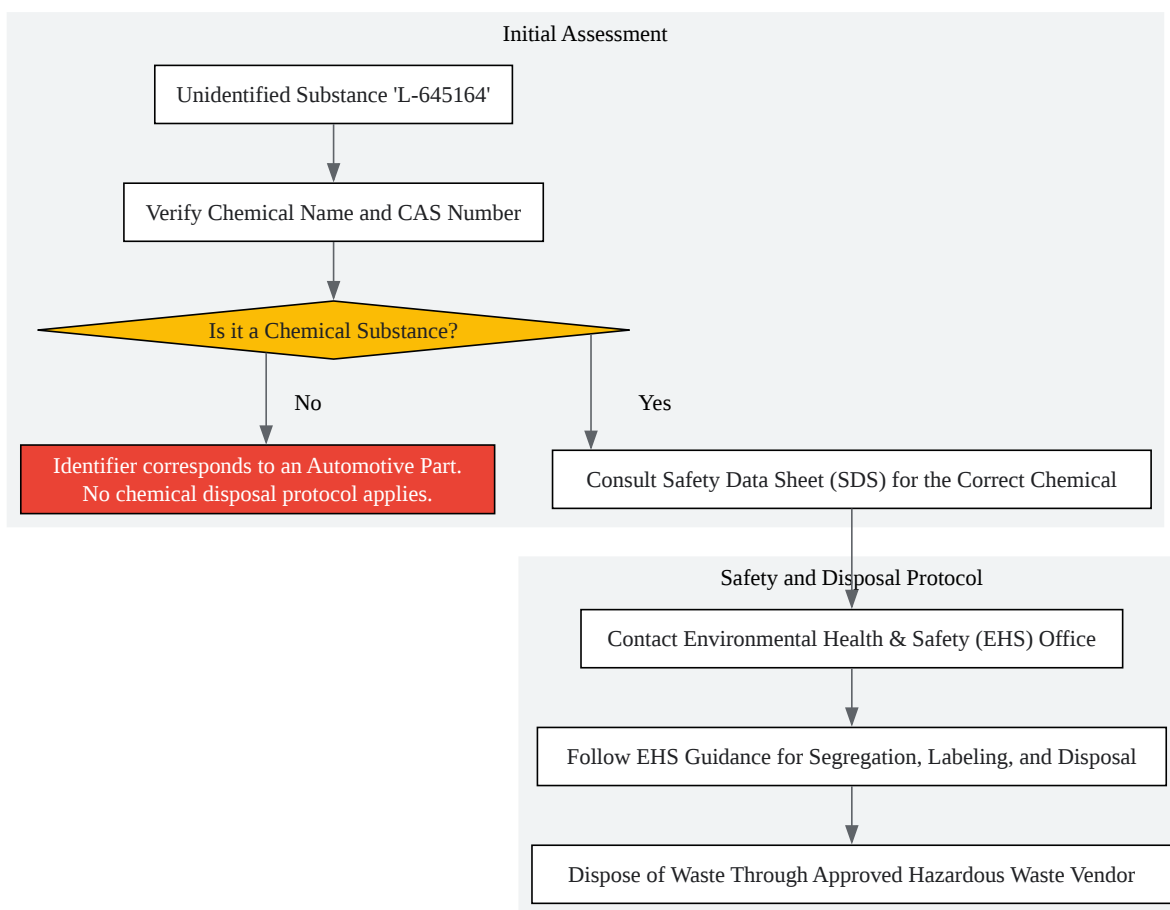 Initial Assessment
Unidentified Substance 'L-645164'
Verify Chemical Name and CAS Number
Is it a Chemical Substance?
No
Yes
Identifier corresponds to an Automotive Part.
No chemical disposal protocol applies.
Consult Safety Data Sheet (SDS) for the Correct Chemical
Safety and Disposal Protocol
Contact Environmental Health & Safety (EHS) Office
Follow EHS Guidance for Segregation, Labeling, and Disposal
Dispose of Waste Through Approved Hazardous Waste Vendor